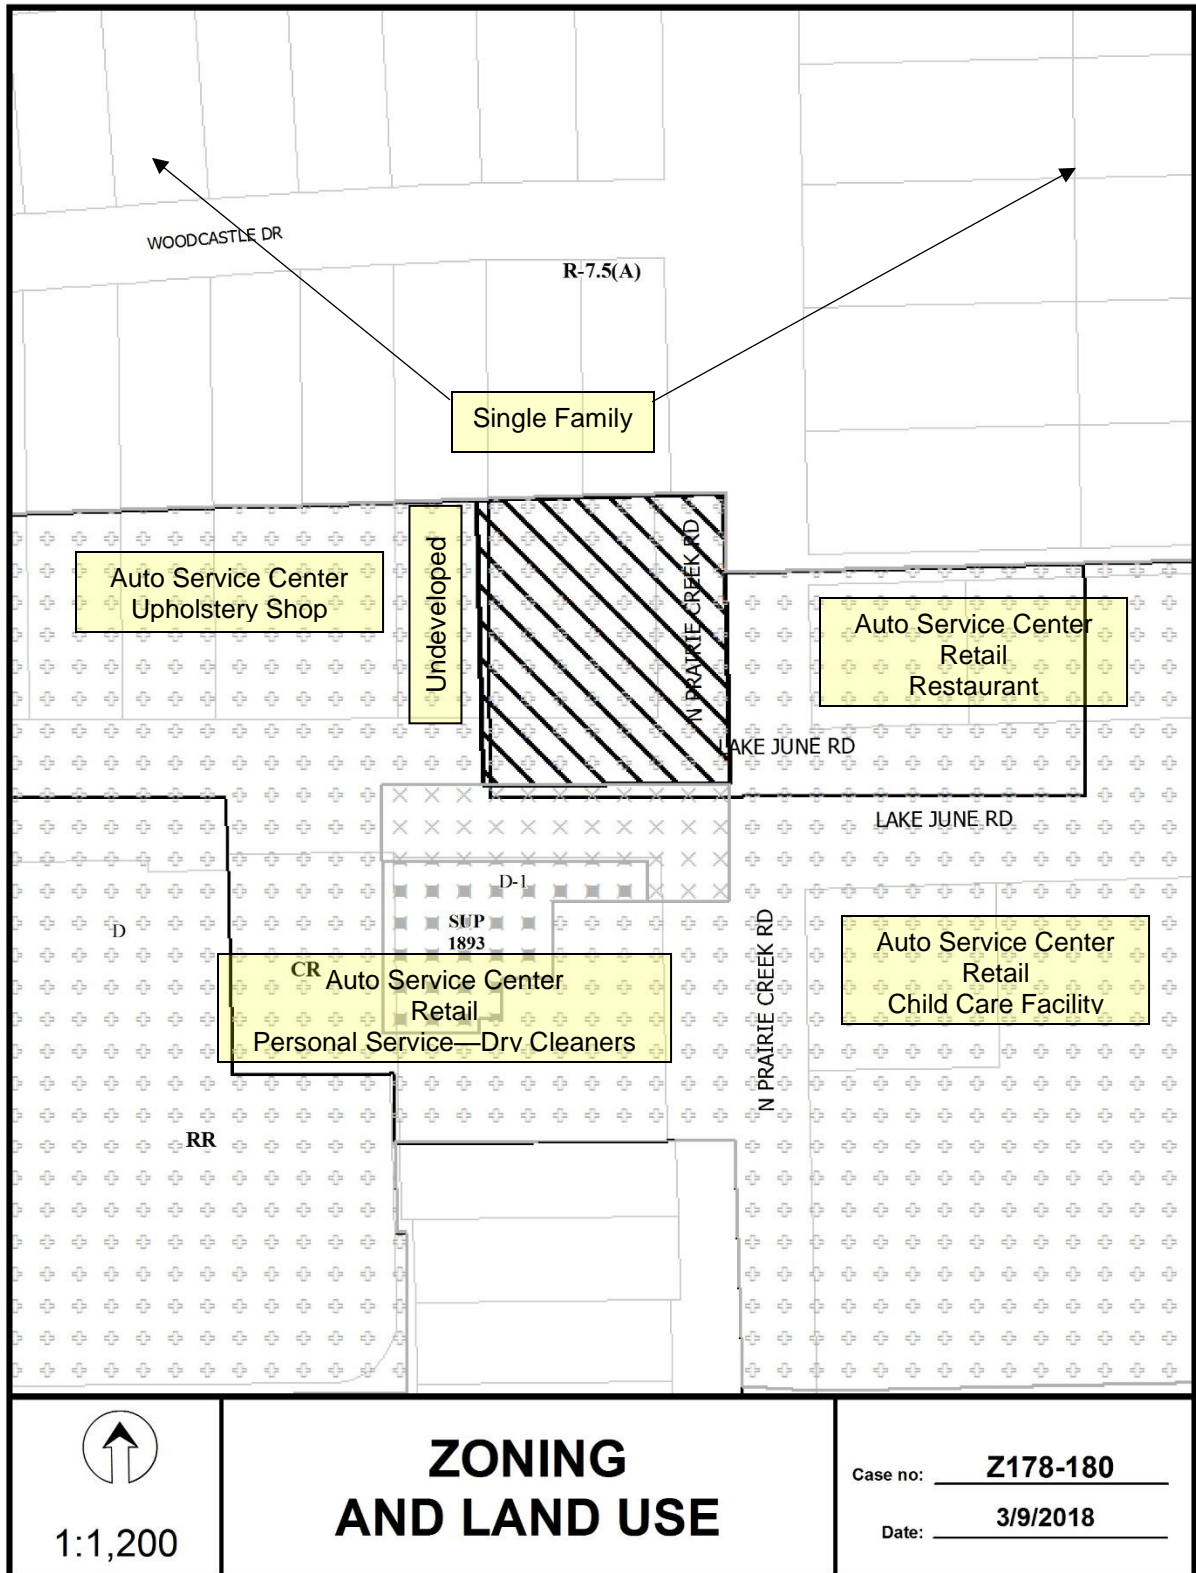 WOODCASTLE DR
R-7.5(A)
Single Family
Auto Service Center
Upholstery Shop
Undeveloped
N PRAIRIE CREEK RD
Auto Service Center
Retail
Restaurant
LAKE JUNE RD
LAKE JUNE RD
D-1
SUP
1893
D
CR
Auto Service Center
Retail
Personal Service—Dry Cleaners
N PRAIRIE CREEK RD
Auto Service Center
Retail
Child Care Facility
RR
1:1,200
ZONING
AND LAND USE
Case no: Z178-180
Date: 3/9/2018